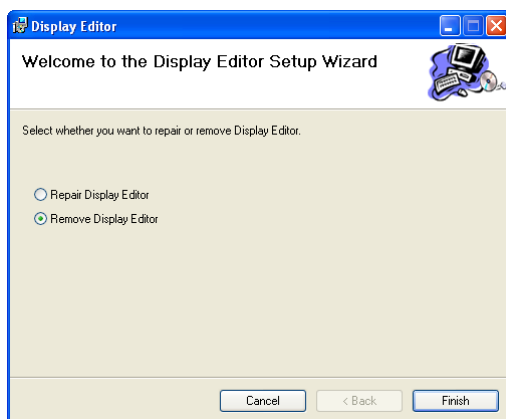 Display Editor
Welcome to the Display Editor Setup Wizard
Select whether you want to repair or remove Display Editor.
Repair Display Editor
Remove Display Editor
Cancel < Back Finish